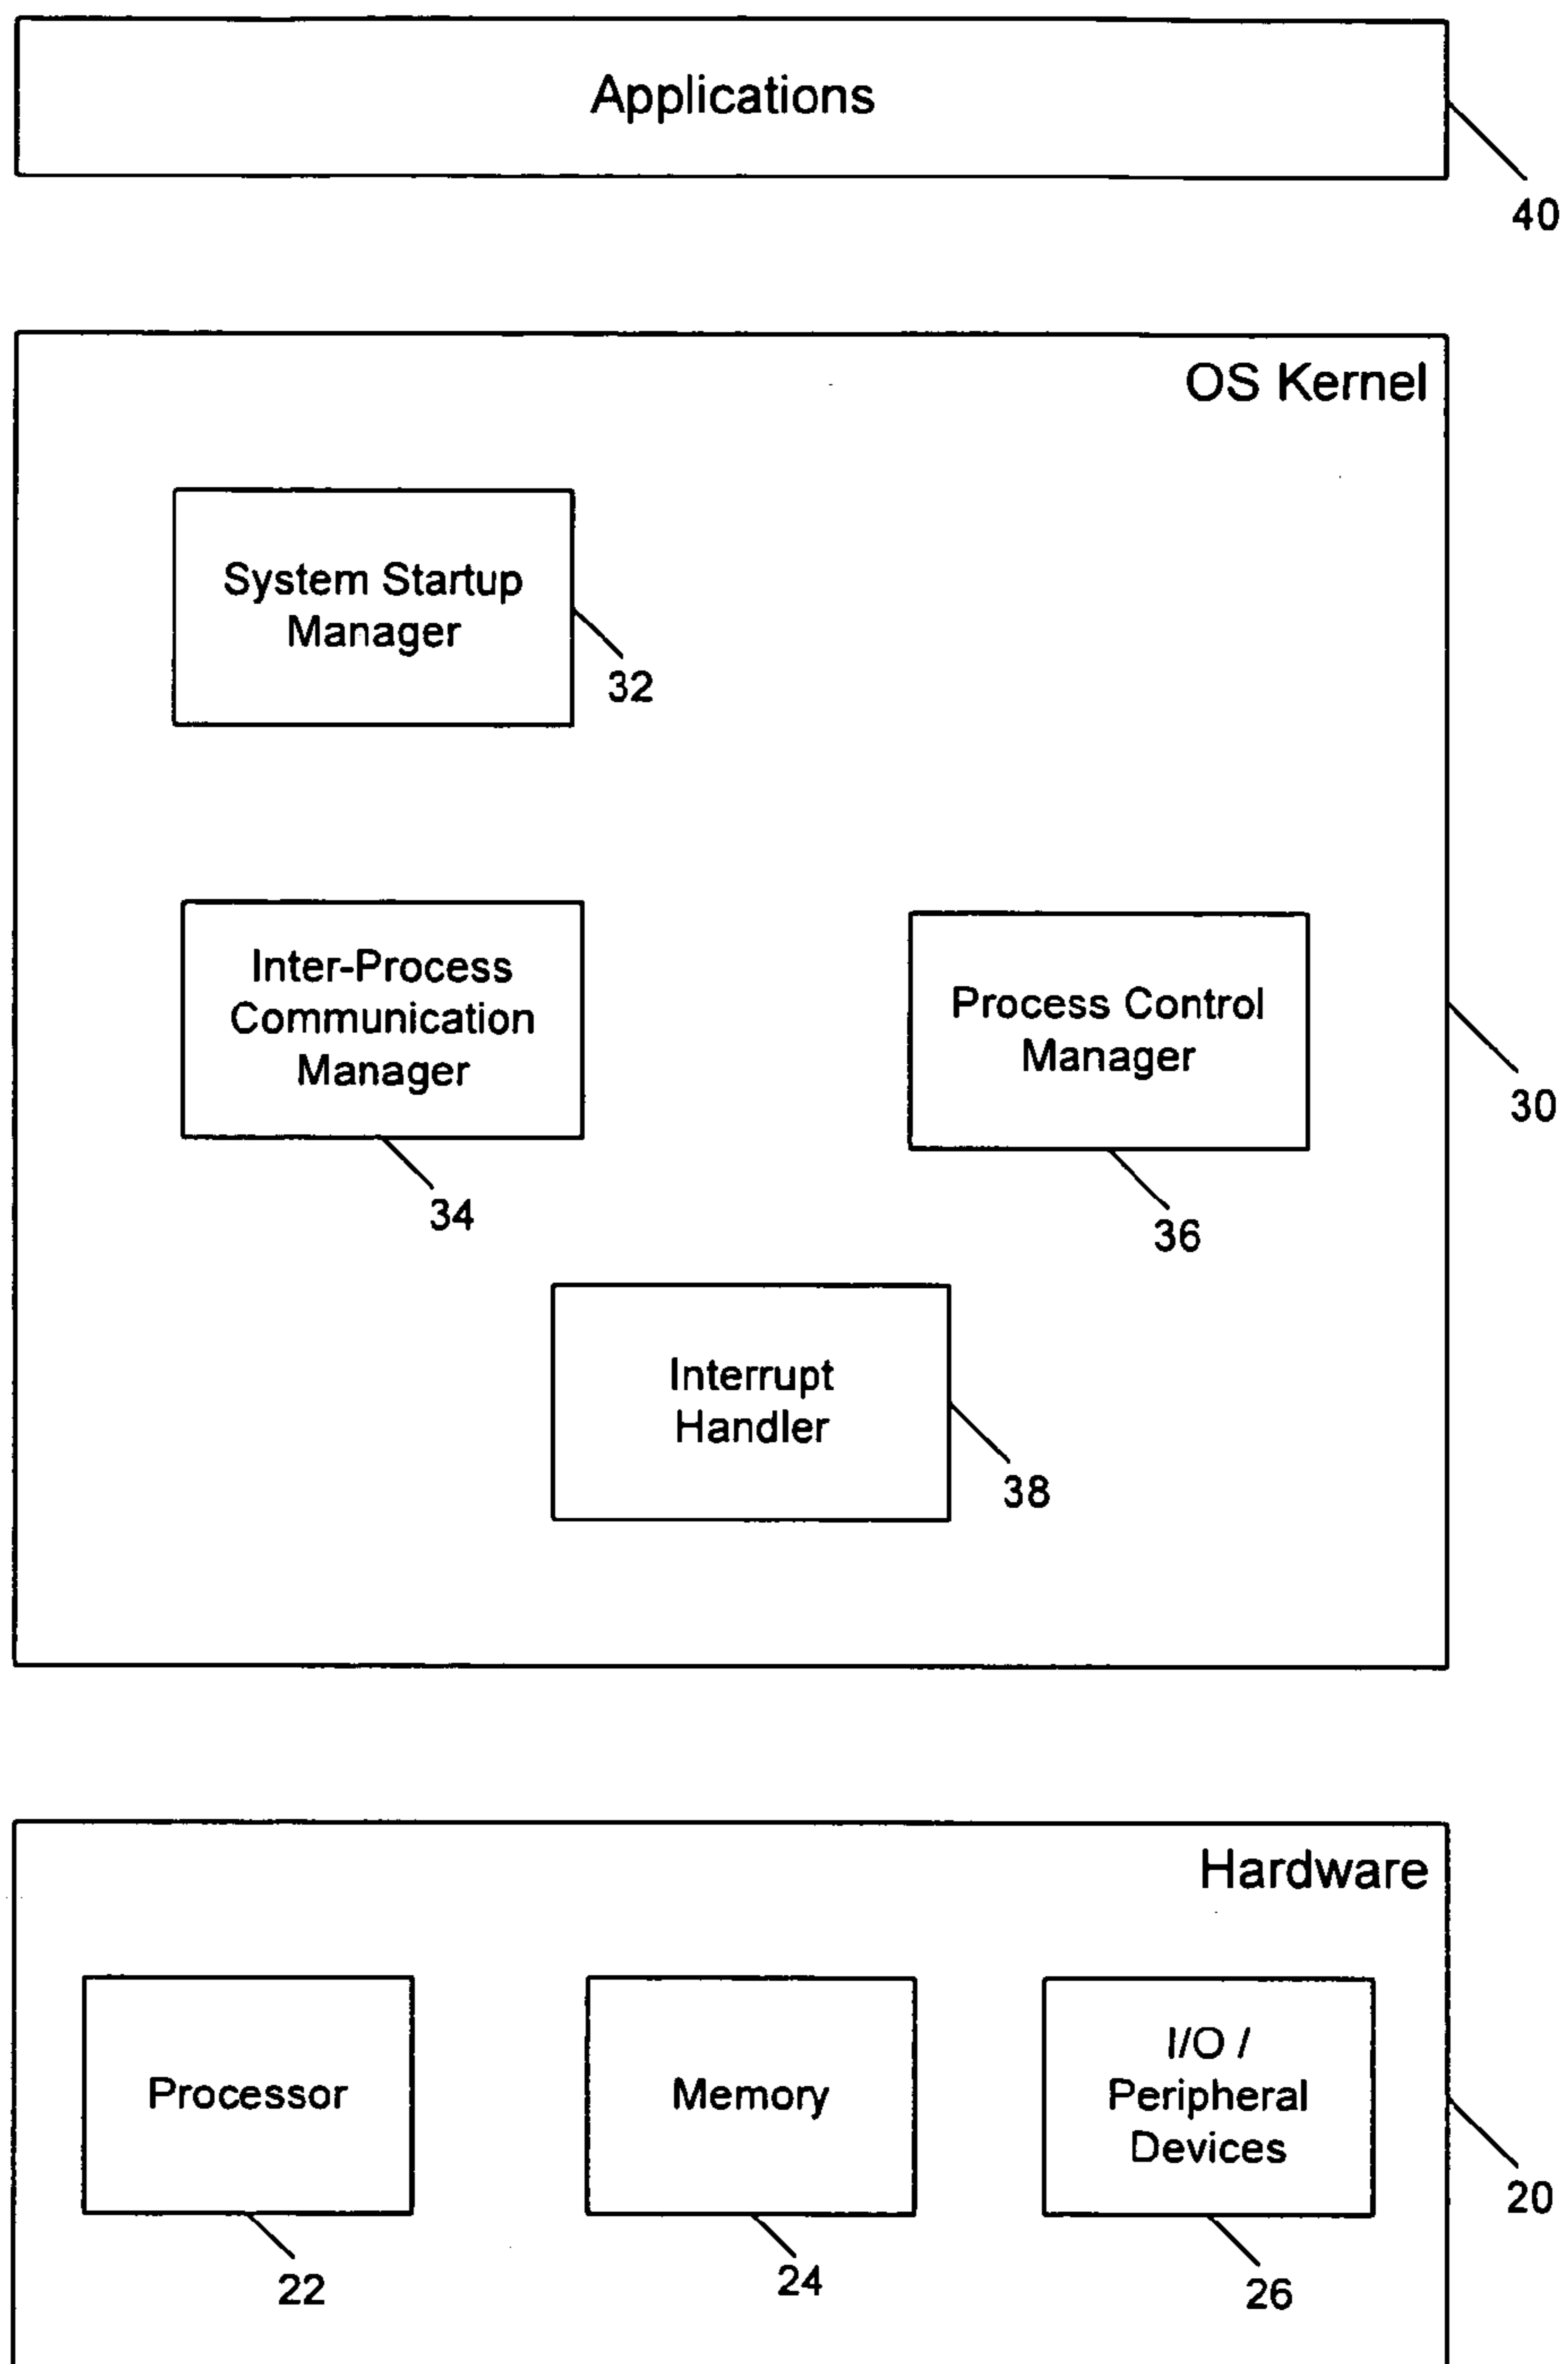 Applications
40
OS Kernel
System Startup
Manager
32
Inter-Process
Communication
Manager
34
Process Control
Manager
36
30
Interrupt
Handler
38
Hardware
Processor
22
Memory
24
I/O /
Peripheral
Devices
26
20